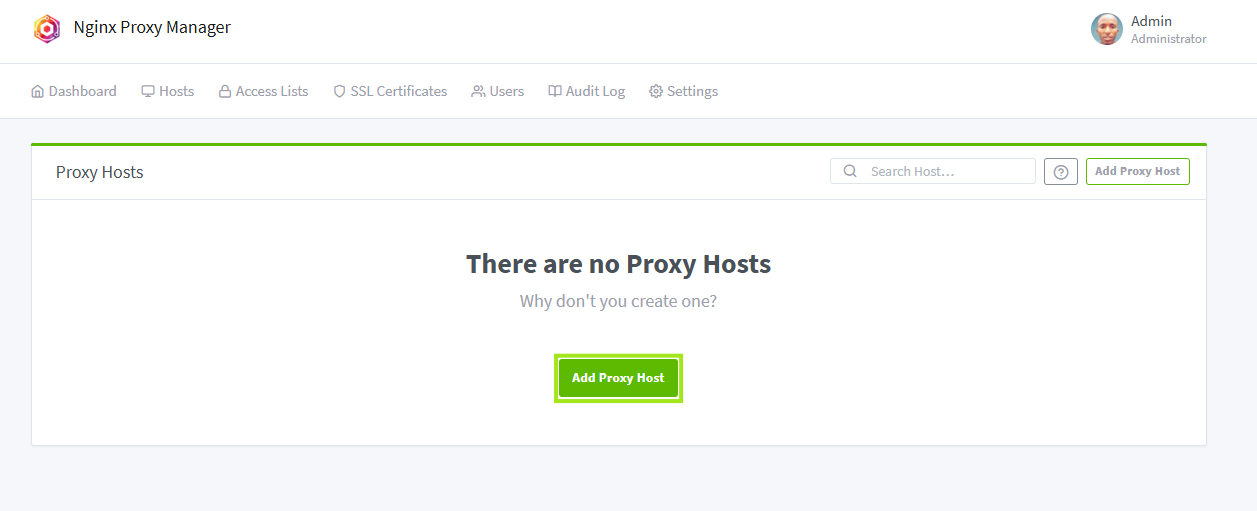 Nginx Proxy Manager
Admin
Administrator
Dashboard Hosts Access Lists SSL Certificates Users Audit Log Settings
Proxy Hosts Search Host... Add Proxy Host
There are no Proxy Hosts
Why don't you create one?
Add Proxy Host